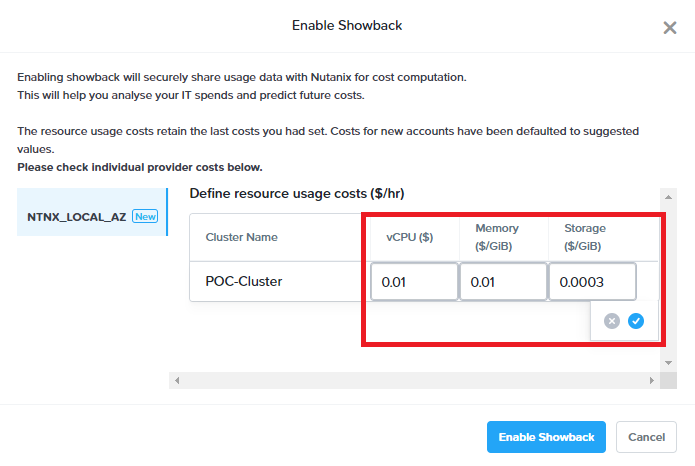 Enable Showback
Enabling showback will securely share usage data with Nutanix for cost computation.
This will help you analyse your IT spends and predict future costs.
The resource usage costs retain the last costs you had set. Costs for new accounts have been defaulted to suggested
values.
Please check individual provider costs below.
NTNX_LOCAL_AZ New
Define resource usage costs ($/hr)
Cluster Name
vCPU ($)
Memory
($/GiB)
Storage
($/GiB)
POC-Cluster
0.01
0.01
0.0003
Enable Showback
Cancel